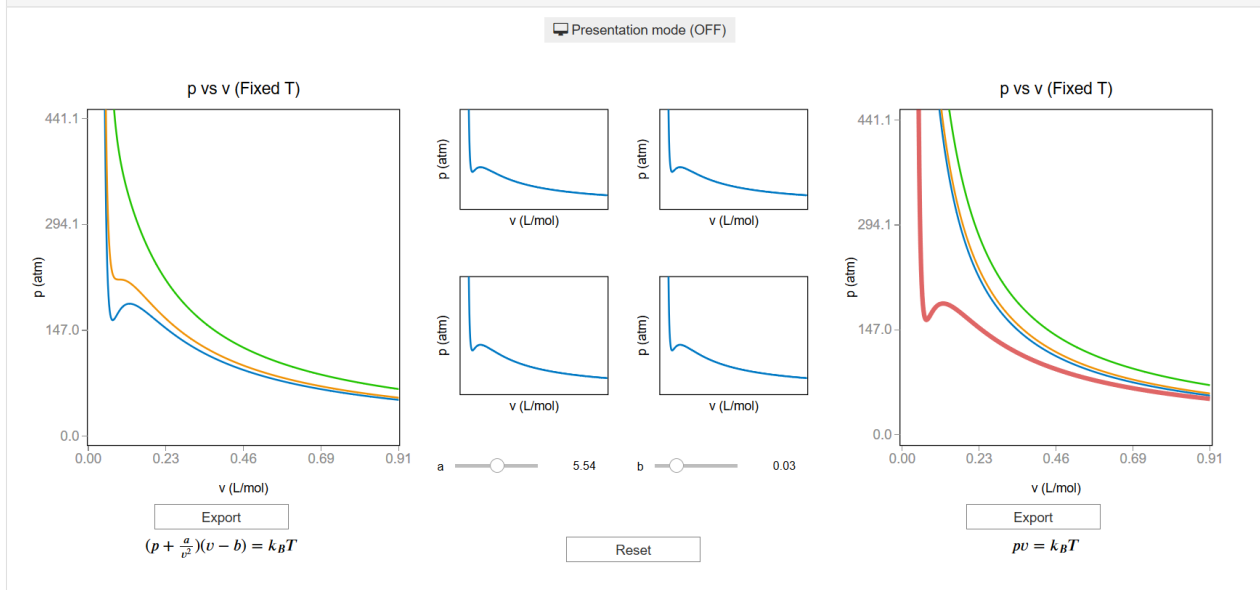 Presentation mode (OFF)
p vs v (Fixed T)
441.1
294.1
147.0
0.0
p (atm)
0.00 0.23 0.46 0.69 0.91
v (L/mol)
Export
(p + a/v²)(v − b) = k_BT
p (atm)
v (L/mol)
p (atm)
v (L/mol)
p (atm)
v (L/mol)
p (atm)
v (L/mol)
a 5.54
b 0.03
Reset
p vs v (Fixed T)
441.1
294.1
147.0
0.0
p (atm)
0.00 0.23 0.46 0.69 0.91
v (L/mol)
Export
pv = k_BT